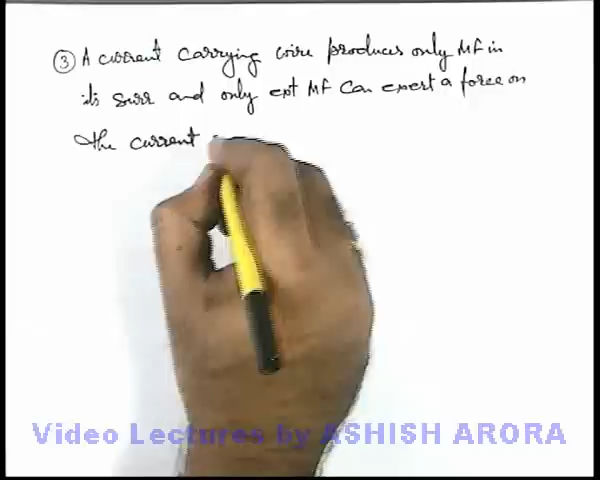 ③ A current carrying wire produces only MF in
its surr and only ext MF can exert a force on
the current
Video Lectures by ASHISH ARORA